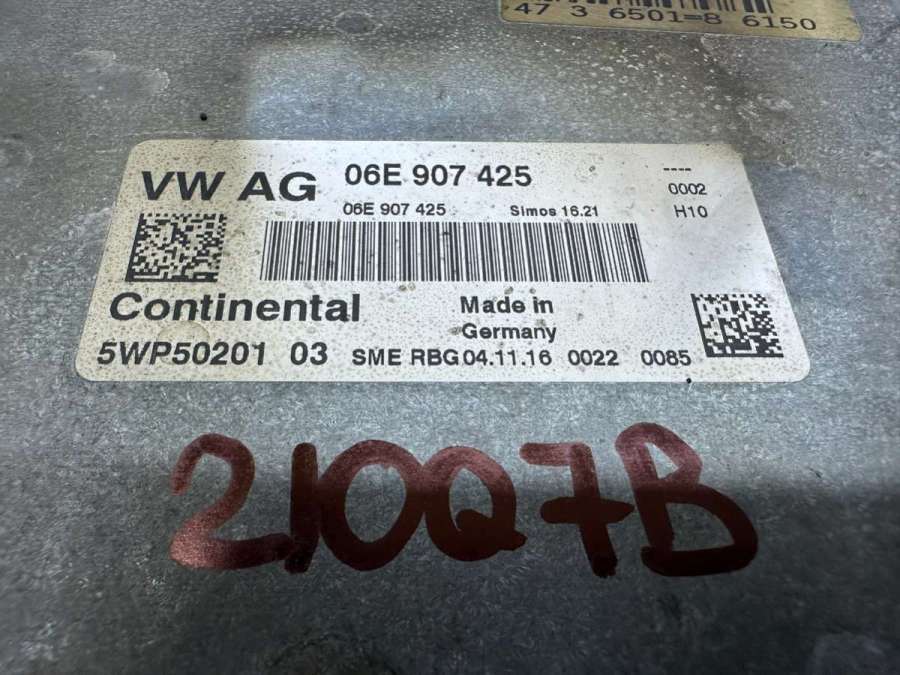 47 3 6501=8 6150
VW AG 06E 907 425 ----
06E 907 425 Simos 16.21 0002
H10
Continental Made in
Germany
5WP50201 03 SME RBG 04.11.16 0022 0085
210Q7B